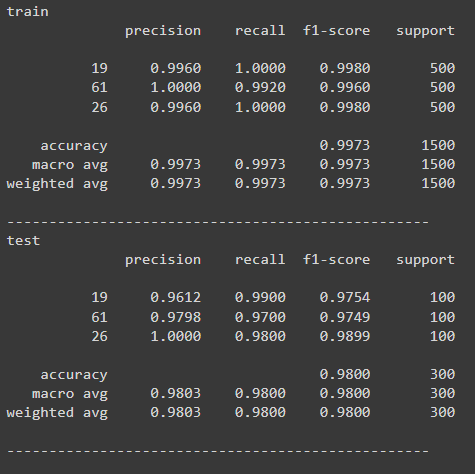 train
precision recall f1-score support
19 0.9960 1.0000 0.9980 500
61 1.0000 0.9920 0.9960 500
26 0.9960 1.0000 0.9980 500
accuracy 0.9973 1500
macro avg 0.9973 0.9973 0.9973 1500
weighted avg 0.9973 0.9973 0.9973 1500
--------------------------------------------------
test
precision recall f1-score support
19 0.9612 0.9900 0.9754 100
61 0.9798 0.9700 0.9749 100
26 1.0000 0.9800 0.9899 100
accuracy 0.9800 300
macro avg 0.9803 0.9800 0.9800 300
weighted avg 0.9803 0.9800 0.9800 300
--------------------------------------------------